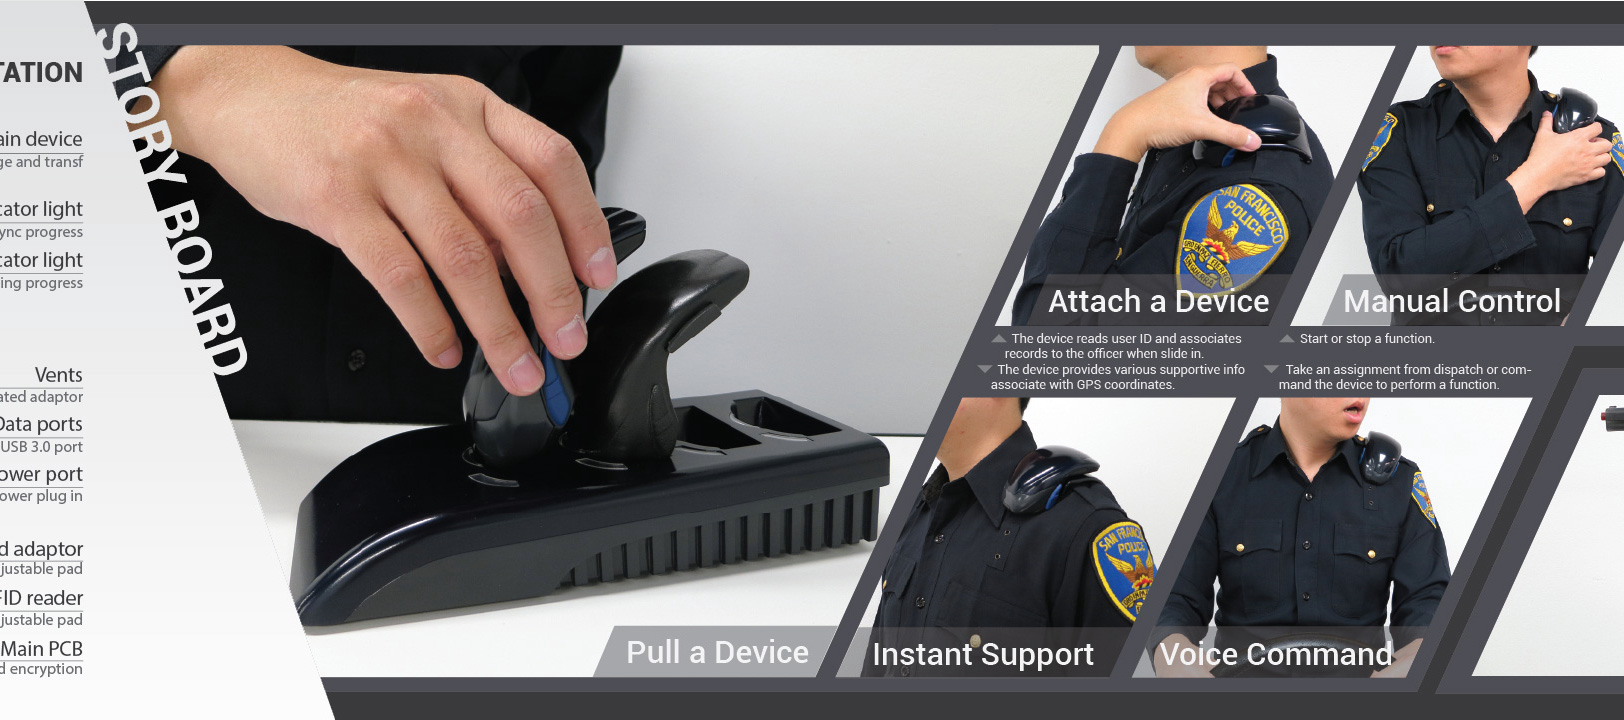 TATION
ain device
ge and transf
cator light
ync progress
cator light
ing progress
Vents
ated adaptor
Data ports
USB 3.0 port
ower port
ower plug in
d adaptor
justable pad
FID reader
justable pad
Main PCB
d encryption
STORY BOARD
Pull a Device
SAN FRANCISCO
POLICE
Attach a Device
The device reads user ID and associates
records to the officer when slide in.
The device provides various supportive info
associate with GPS coordinates.
Manual Control
Start or stop a function.
Take an assignment from dispatch or com-
mand the device to perform a function.
SAN FRANC
POLICE
Instant Support
Voice Command